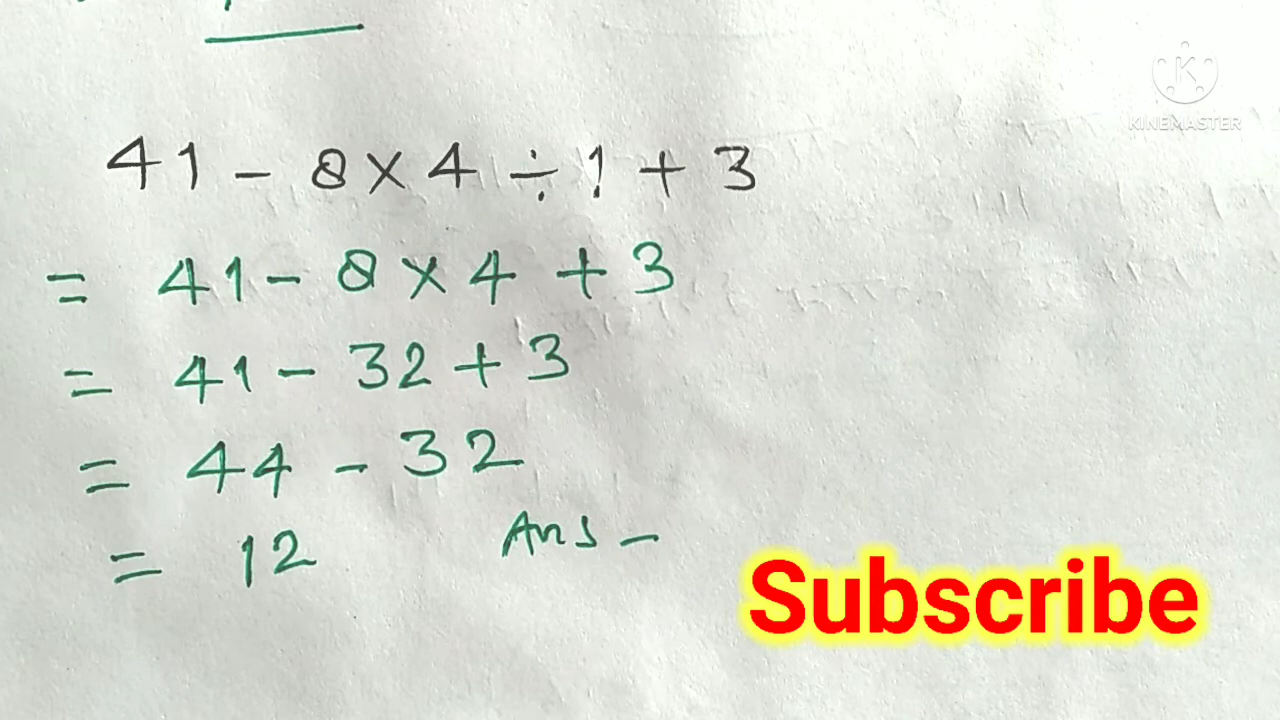 KINEMASTER
41 - 8 × 4 ÷ 1 + 3
= 41 - 8 × 4 + 3
= 41 - 32 + 3
= 44 - 32
= 12 Ans -
Subscribe